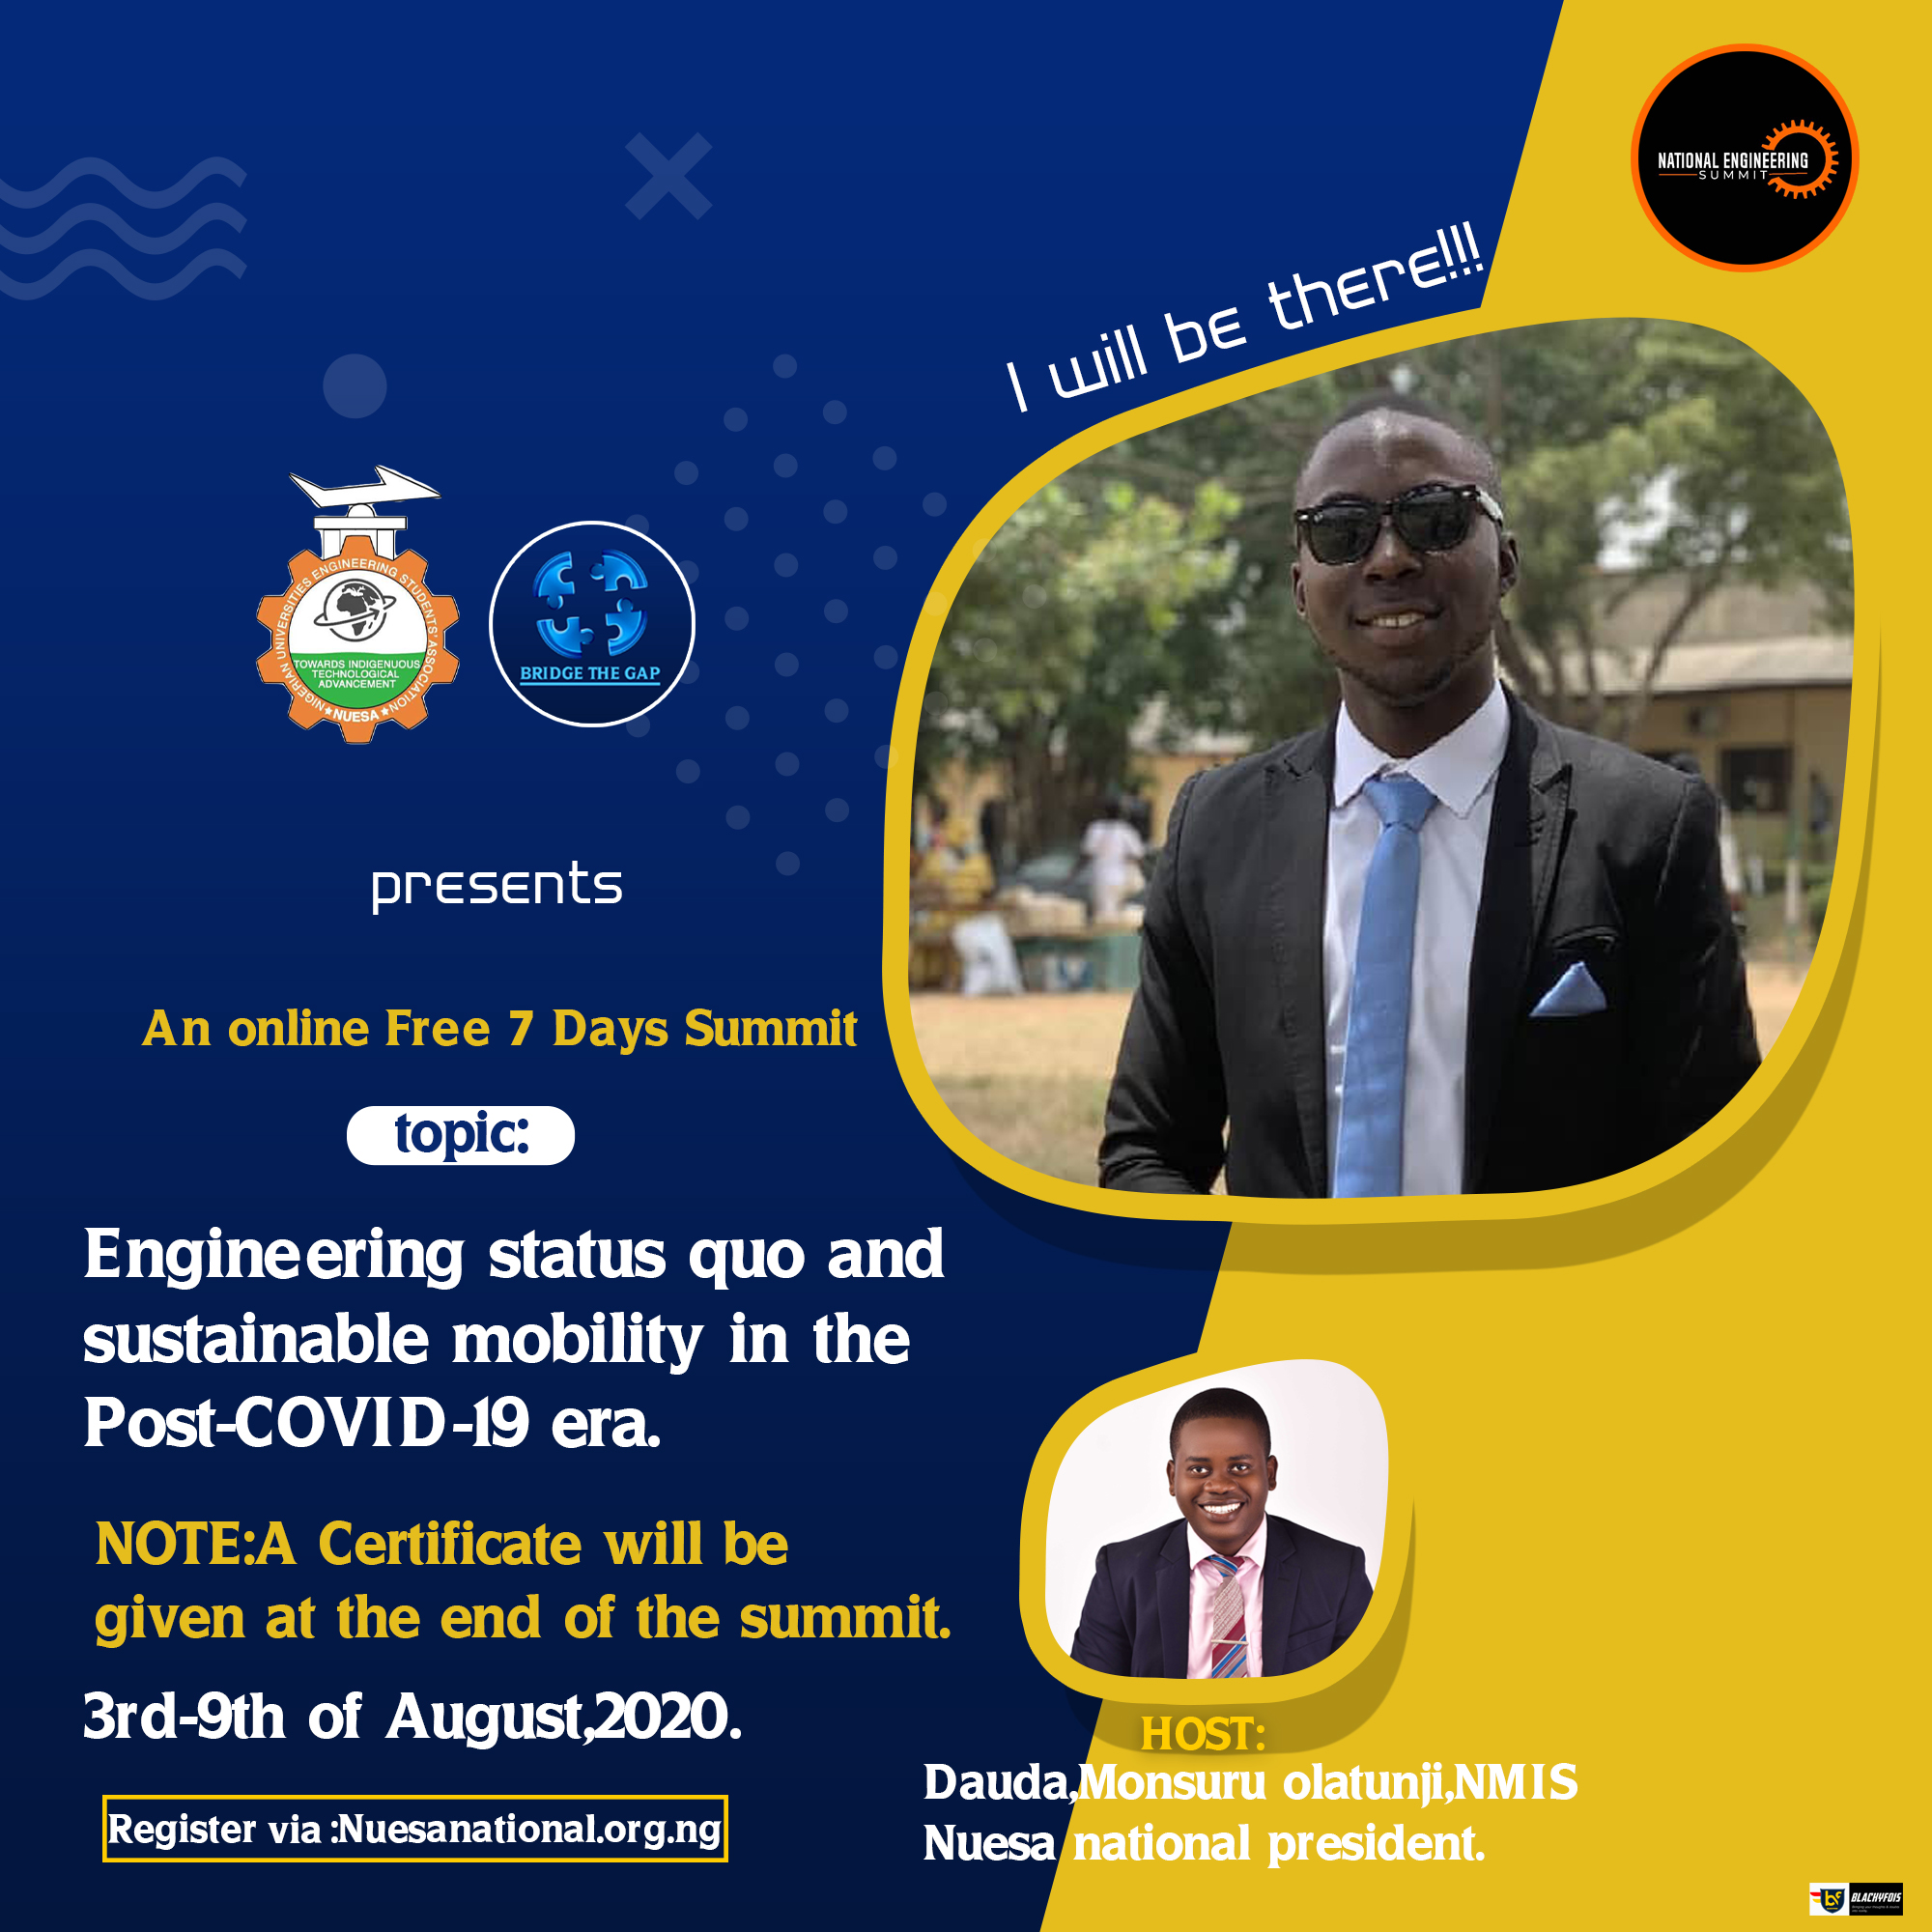 NATIONAL ENGINEERING
SUMMIT
I will be there!!!
NIGERIAN UNIVERSITIES ENGINEERING STUDENTS' ASSOCIATION
TOWARDS INDIGENUOUS
TECHNOLOGICAL
ADVANCEMENT
NUESA
BRIDGE THE GAP
presents
An online Free 7 Days Summit
topic:
Engineering status quo and
sustainable mobility in the
Post-COVID-19 era.
NOTE:A Certificate will be
given at the end of the summit.
3rd-9th of August,2020.
Register via :Nuesanational.org.ng
HOST:
Dauda,Monsuru olatunji,NMIS
Nuesa national president.
BLACKYFOIS